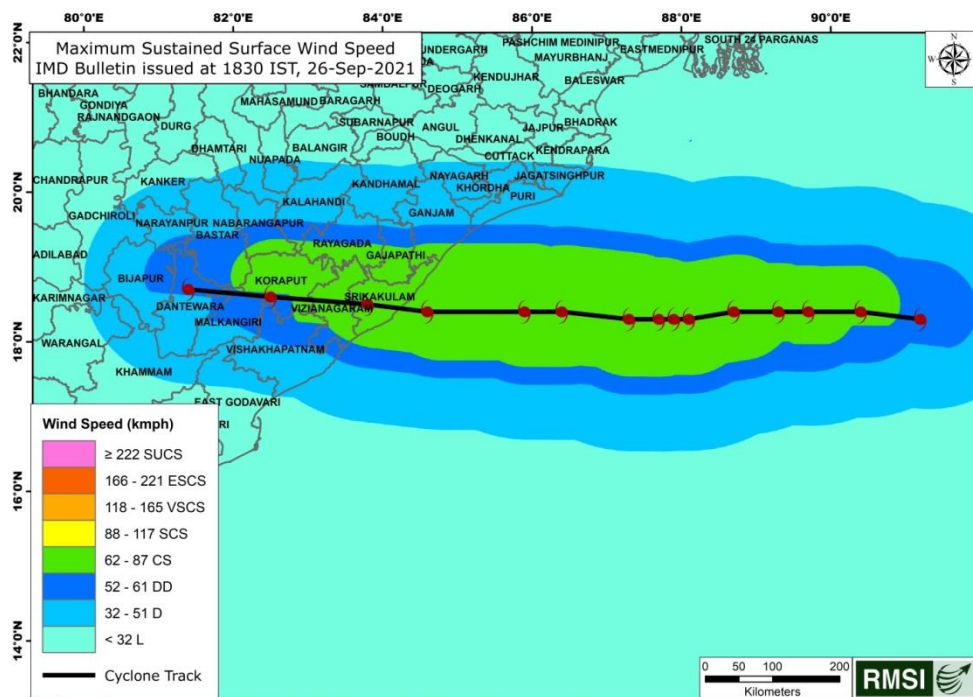 80.0°E 82.0°E 84.0°E 86.0°E 88.0°E 90.0°E
22.0°N
20.0°N
18.0°N
16.0°N
14.0°N
Maximum Sustained Surface Wind Speed
IMD Bulletin issued at 1830 IST, 26-Sep-2021
N
W E
S
SOUTH 24 PARGANAS
PASHCHIM MEDINIPUR
EASTMEDNIPUR
MAYURBHANJ
KENDUJHAR
BALESWAR
DEOGARH
BHANDARA
GONDIYA
RAJNANDGAON
DURG
MAHASAMUND
BARAGARH
SUBARNAPUR
ANGUL
BOUDH
DHENKANAL
JAJPUR
BHADRAK
DHAMTARI
NUAPADA
BALANGIR
CUTTACK
KENDRAPARA
CHANDRAPUR
KANKER
KANDHAMAL
NAYAGARH
JAGATSINGHPUR
KHORDHA
PURI
KALAHANDI
GANJAM
GADCHIROLI
NARAYANPUR
NABARANGAPUR
BASTAR
RAYAGADA
GAJAPATHI
ADILABAD
BIJAPUR
KORAPUT
SRIKAKULAM
KARIMNAGAR
DANTEWARA
VIZIANAGARAM
MALKANGIRI
WARANGAL
VISHAKHAPATNAM
KHAMMAM
EAST GODAVARI
Wind Speed (kmph)
≥ 222 SUCS
166 - 221 ESCS
118 - 165 VSCS
88 - 117 SCS
62 - 87 CS
52 - 61 DD
32 - 51 D
< 32 L
Cyclone Track
0 50 100 200
Kilometers
RMSI